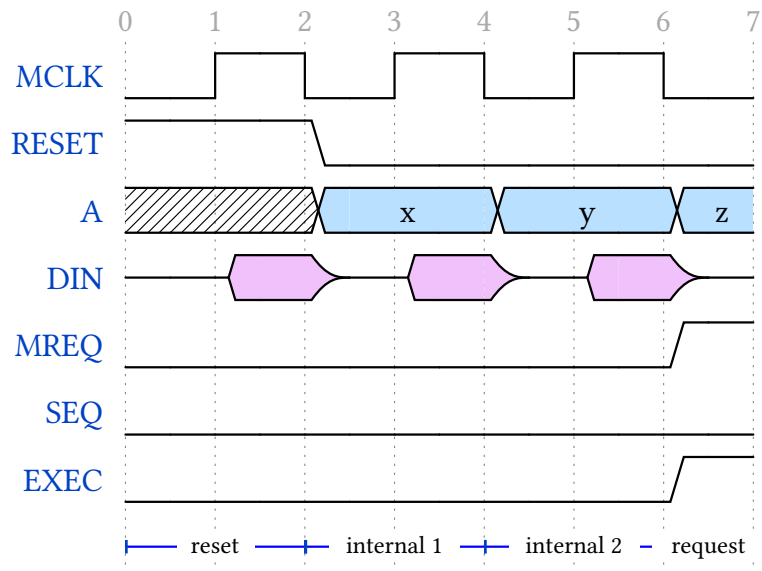 0 1 2 3 4 5 6 7
MCLK
RESET
A x y z
DIN
MREQ
SEQ
EXEC
reset internal 1 internal 2 request